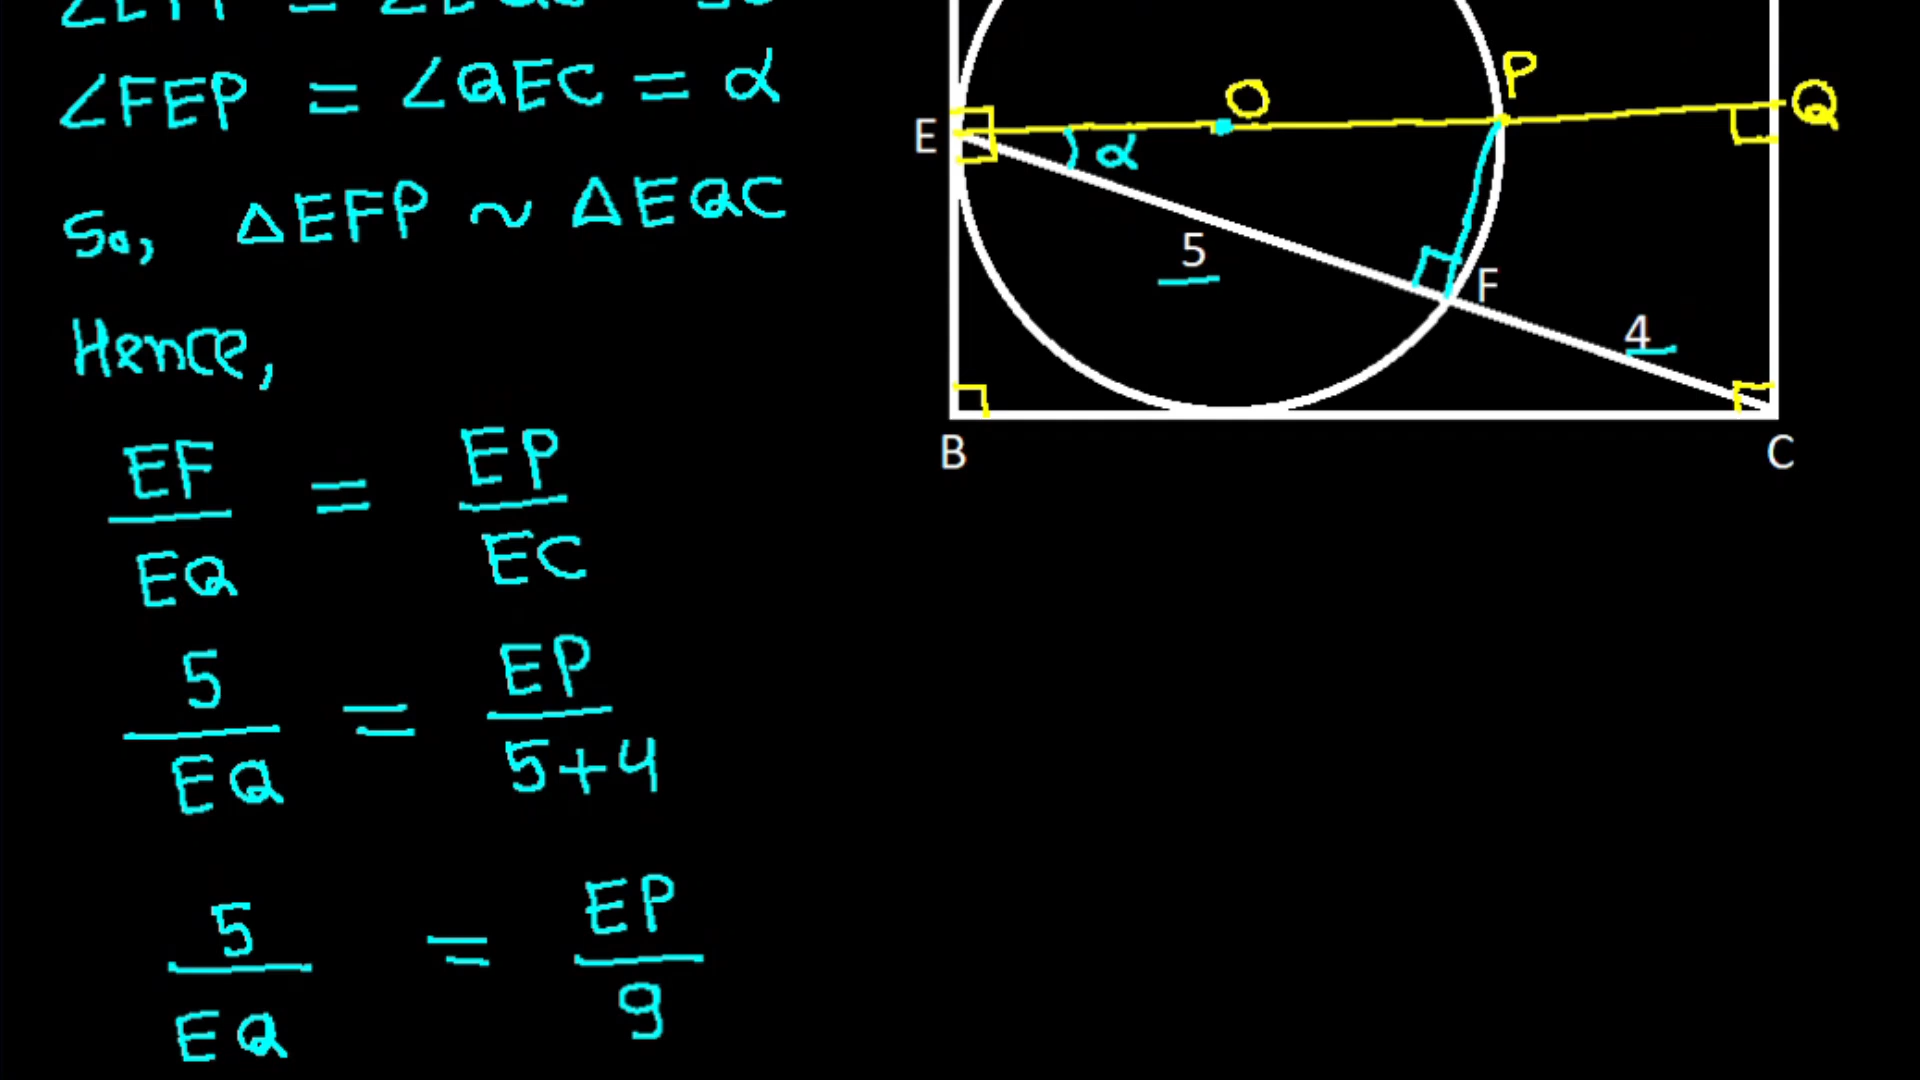 ∠FEP = ∠QEC = α
So, ΔEFP ~ ΔEQC
Hence,
EF/EQ = EP/EC
5/EQ = EP/5+4
5/EQ = EP/9
P
O
Q
E
α
5
F
4
B
C